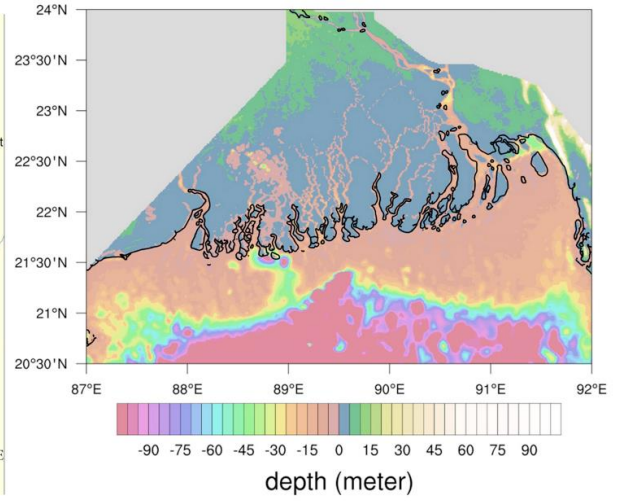 24°N
23°30'N
23°N
22°30'N
22°N
21°30'N
21°N
20°30'N
87°E 88°E 89°E 90°E 91°E 92°E
-90 -75 -60 -45 -30 -15 0 15 30 45 60 75 90
depth (meter)
t
E